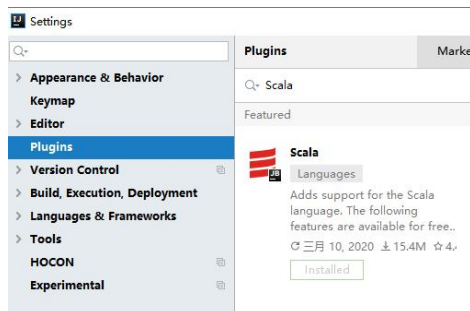 Settings
Appearance & Behavior
Keymap
Editor
Plugins
Version Control
Build, Execution, Deployment
Languages & Frameworks
Tools
HOCON
Experimental
Plugins
Scala
Featured
Scala
Languages
Adds support for the Scala
language. The following
features are available for free..
三月 10, 2020 15.4M
Installed